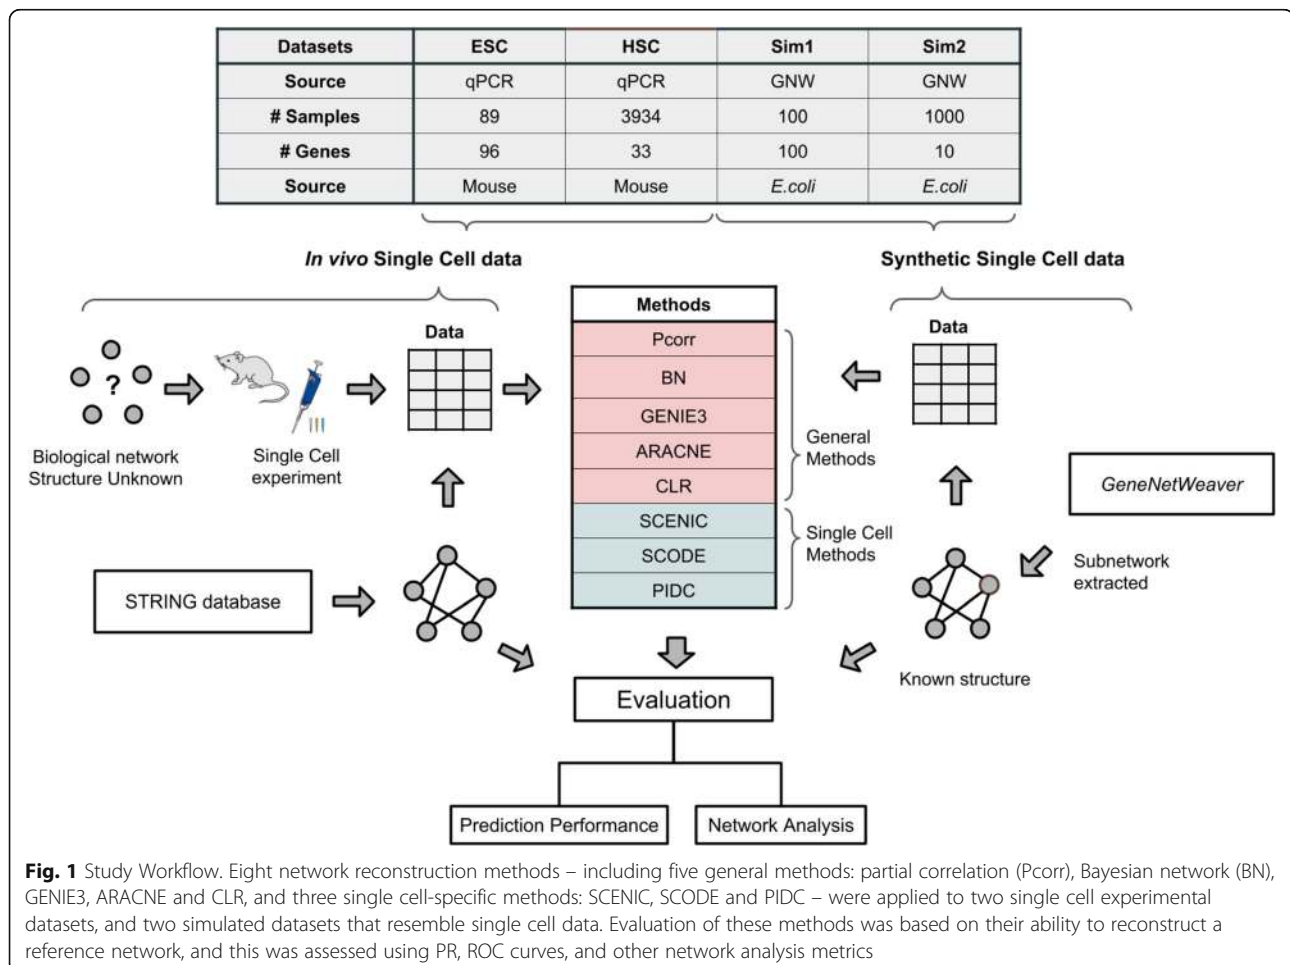 Datasets ESC HSC Sim1 Sim2
Source qPCR qPCR GNW GNW
# Samples 89 3934 100 1000
# Genes 96 33 100 10
Source Mouse Mouse E.coli E.coli
In vivo Single Cell data
Synthetic Single Cell data
Methods
Pcorr
BN
GENIE3
ARACNE
CLR
SCENIC
SCODE
PIDC
General
Methods
Single Cell
Methods
Data
?
Biological network
Structure Unknown
Single Cell
experiment
STRING database
Data
GeneNetWeaver
Subnetwork
extracted
Known structure
Evaluation
Prediction Performance
Network Analysis
Fig. 1 Study Workflow. Eight network reconstruction methods – including five general methods: partial correlation (Pcorr), Bayesian network (BN),
GENIE3, ARACNE and CLR, and three single cell-specific methods: SCENIC, SCODE and PIDC – were applied to two single cell experimental
datasets, and two simulated datasets that resemble single cell data. Evaluation of these methods was based on their ability to reconstruct a
reference network, and this was assessed using PR, ROC curves, and other network analysis metrics